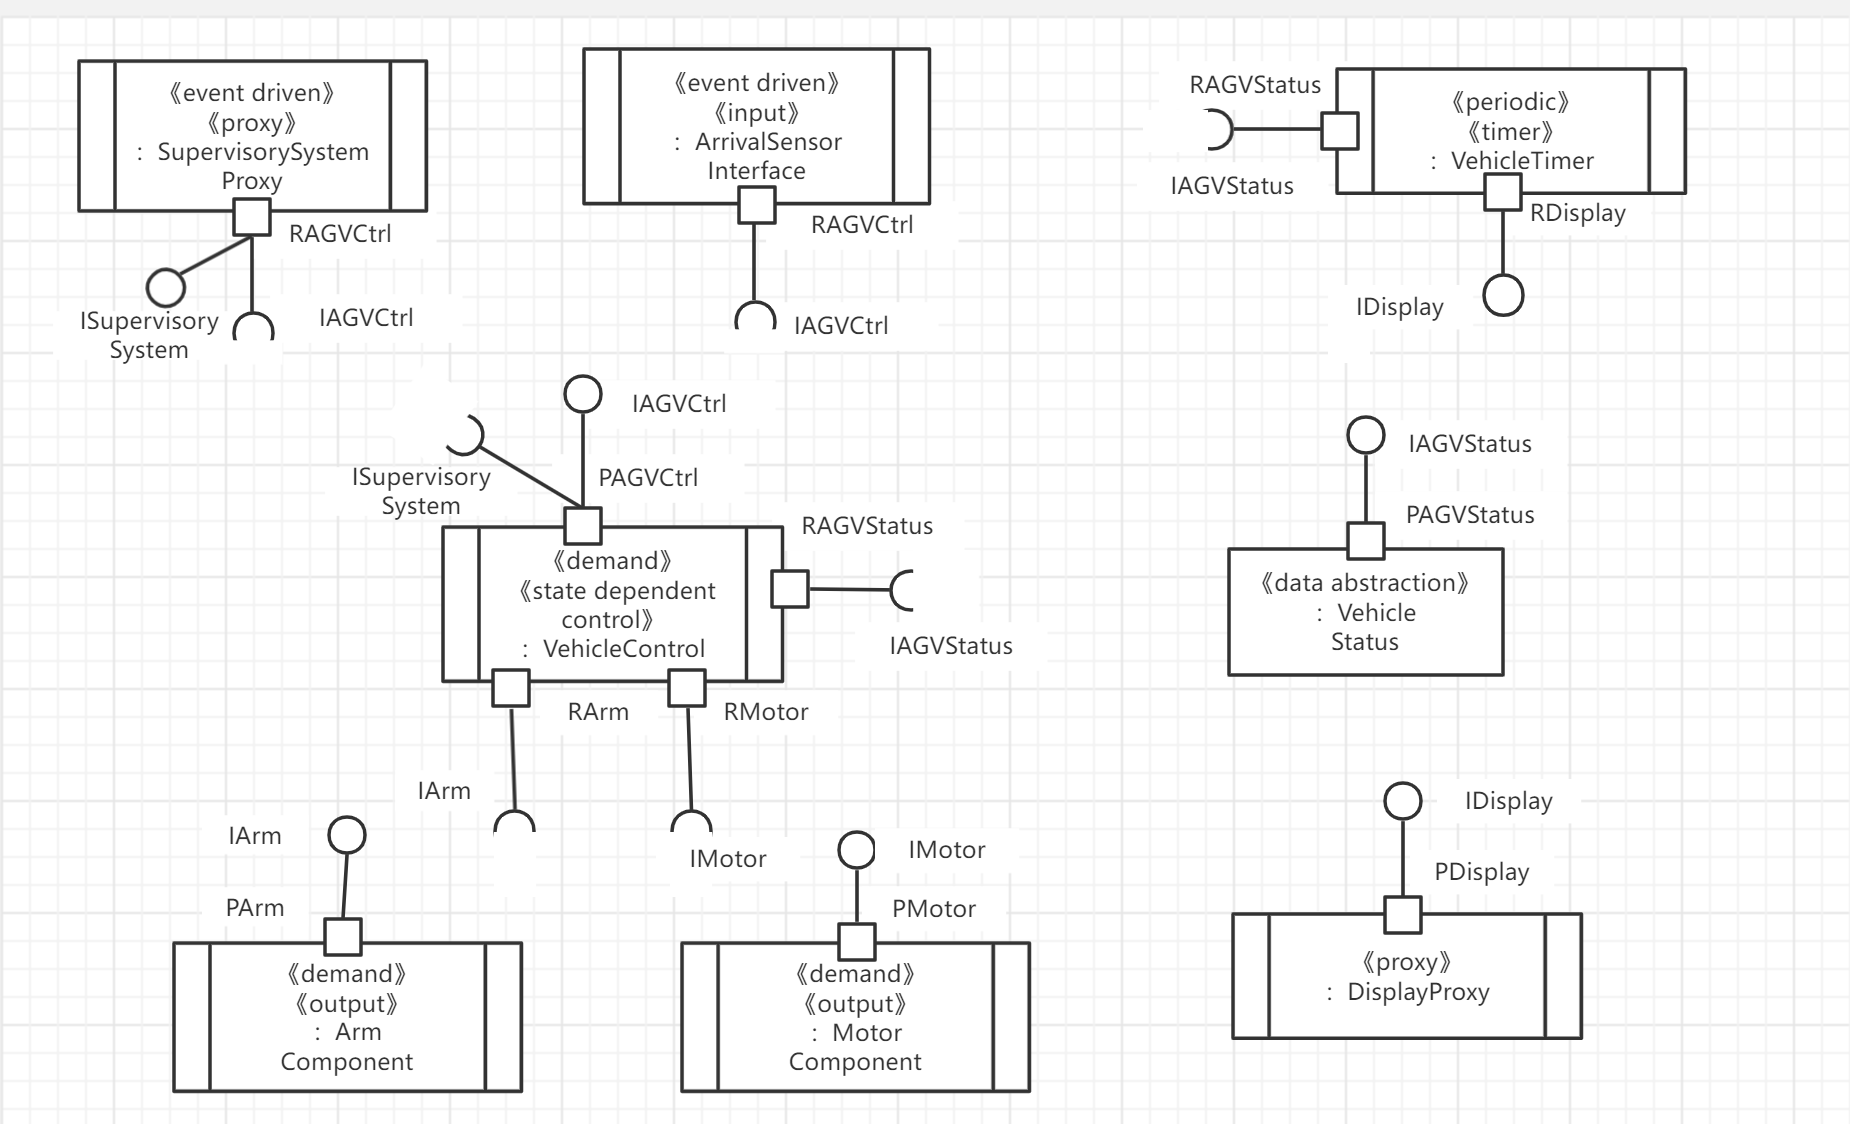 《event driven》
《proxy》
: SupervisorySystem
Proxy
RAGVCtrl
ISupervisory
System
IAGVCtrl
《event driven》
《input》
: ArrivalSensor
Interface
RAGVCtrl
IAGVCtrl
RAGVStatus
IAGVStatus
《periodic》
《timer》
: VehicleTimer
RDisplay
IDisplay
IAGVCtrl
ISupervisory
System
PAGVCtrl
RAGVStatus
《demand》
《state dependent
control》
: VehicleControl
IAGVStatus
RArm
RMotor
IArm
IMotor
IAGVStatus
PAGVStatus
《data abstraction》
: Vehicle
Status
IArm
PArm
《demand》
《output》
: Arm
Component
IMotor
PMotor
《demand》
《output》
: Motor
Component
IDisplay
PDisplay
《proxy》
: DisplayProxy